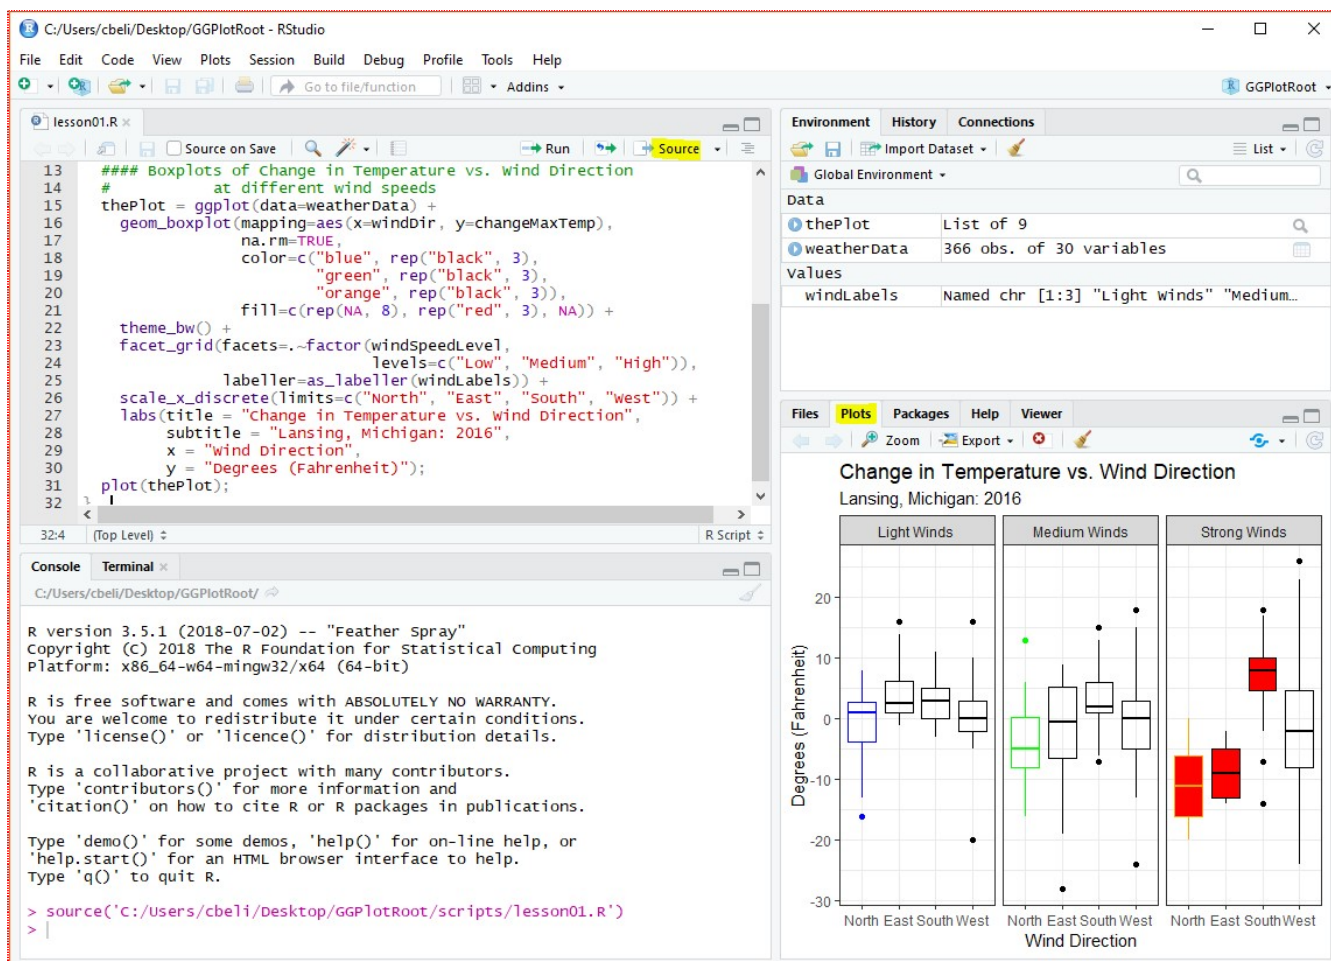 C:/Users/cbeli/Desktop/GGPlotRoot - RStudio
File Edit Code View Plots Session Build Debug Profile Tools Help
Go to file/function Addins GGPlotRoot
lesson01.R
Source on Save Run Source
13 #### Boxplots of Change in Temperature vs. Wind Direction
14 # at different wind speeds
15 thePlot = ggplot(data=weatherData) +
16 geom_boxplot(mapping=aes(x=windDir, y=changeMaxTemp),
17 na.rm=TRUE,
18 color=c("blue", rep("black", 3),
19 "green", rep("black", 3),
20 "orange", rep("black", 3)),
21 fill=c(rep(NA, 8), rep("red", 3), NA)) +
22 theme_bw() +
23 facet_grid(facets=.~factor(windSpeedLevel,
24 levels=c("Low", "Medium", "High")),
25 labeller=as_labeller(windLabels)) +
26 scale_x_discrete(limits=c("North", "East", "South", "West")) +
27 labs(title = "Change in Temperature vs. Wind Direction",
28 subtitle = "Lansing, Michigan: 2016",
29 x = "Wind Direction",
30 y = "Degrees (Fahrenheit)");
31 plot(thePlot);
32 }
32:4 (Top Level) R Script
Console Terminal
C:/Users/cbeli/Desktop/GGPlotRoot/
R version 3.5.1 (2018-07-02) -- "Feather Spray"
Copyright (C) 2018 The R Foundation for Statistical Computing
Platform: x86_64-w64-mingw32/x64 (64-bit)
R is free software and comes with ABSOLUTELY NO WARRANTY.
You are welcome to redistribute it under certain conditions.
Type 'license()' or 'licence()' for distribution details.
R is a collaborative project with many contributors.
Type 'contributors()' for more information and
'citation()' on how to cite R or R packages in publications.
Type 'demo()' for some demos, 'help()' for on-line help, or
'help.start()' for an HTML browser interface to help.
Type 'q()' to quit R.
> source('C:/Users/cbeli/Desktop/GGPlotRoot/scripts/lesson01.R')
>
Environment History Connections
Import Dataset List
Global Environment
Data
thePlot List of 9
weatherData 366 obs. of 30 variables
Values
windLabels Named chr [1:3] "Light Winds" "Medium…
Files Plots Packages Help Viewer
Zoom Export
Change in Temperature vs. Wind Direction
Lansing, Michigan: 2016
Light Winds Medium Winds Strong Winds
Degrees (Fahrenheit)
20
10
0
-10
-20
-30
North East South West North East South West North East South West
Wind Direction